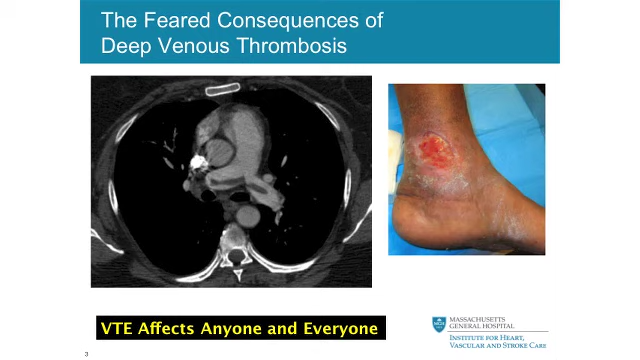 The Feared Consequences of
Deep Venous Thrombosis
VTE Affects Anyone and Everyone
MASSACHUSETTS
GENERAL HOSPITAL
INSTITUTE FOR HEART,
VASCULAR AND STROKE CARE
3